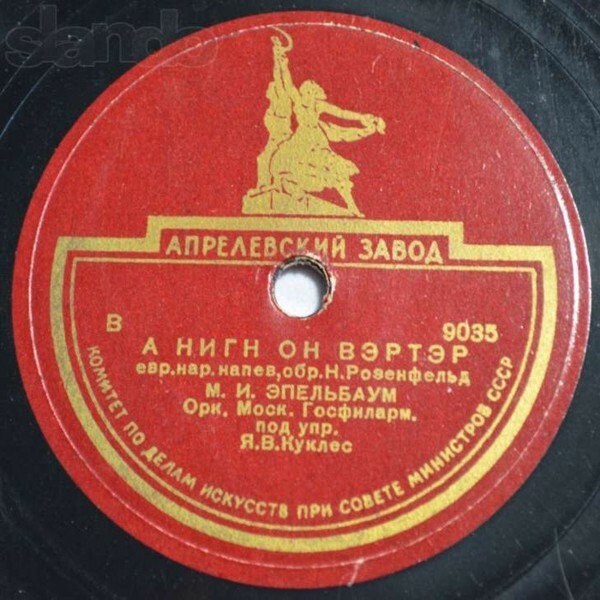 slando
АПРЕЛЕВСКИЙ ЗАВОД
В 9035
А НИГН ОН ВЭРТЭР
евр. нар. напев, обр. Н. Розенфельд
М. И. ЭПЕЛЬБАУМ
Орк. Моск. Госфиларм.
под упр.
Я.В.Куклес
КОМИТЕТ ПО ДЕЛАМ ИСКУССТВ ПРИ СОВЕТЕ МИНИСТРОВ СССР